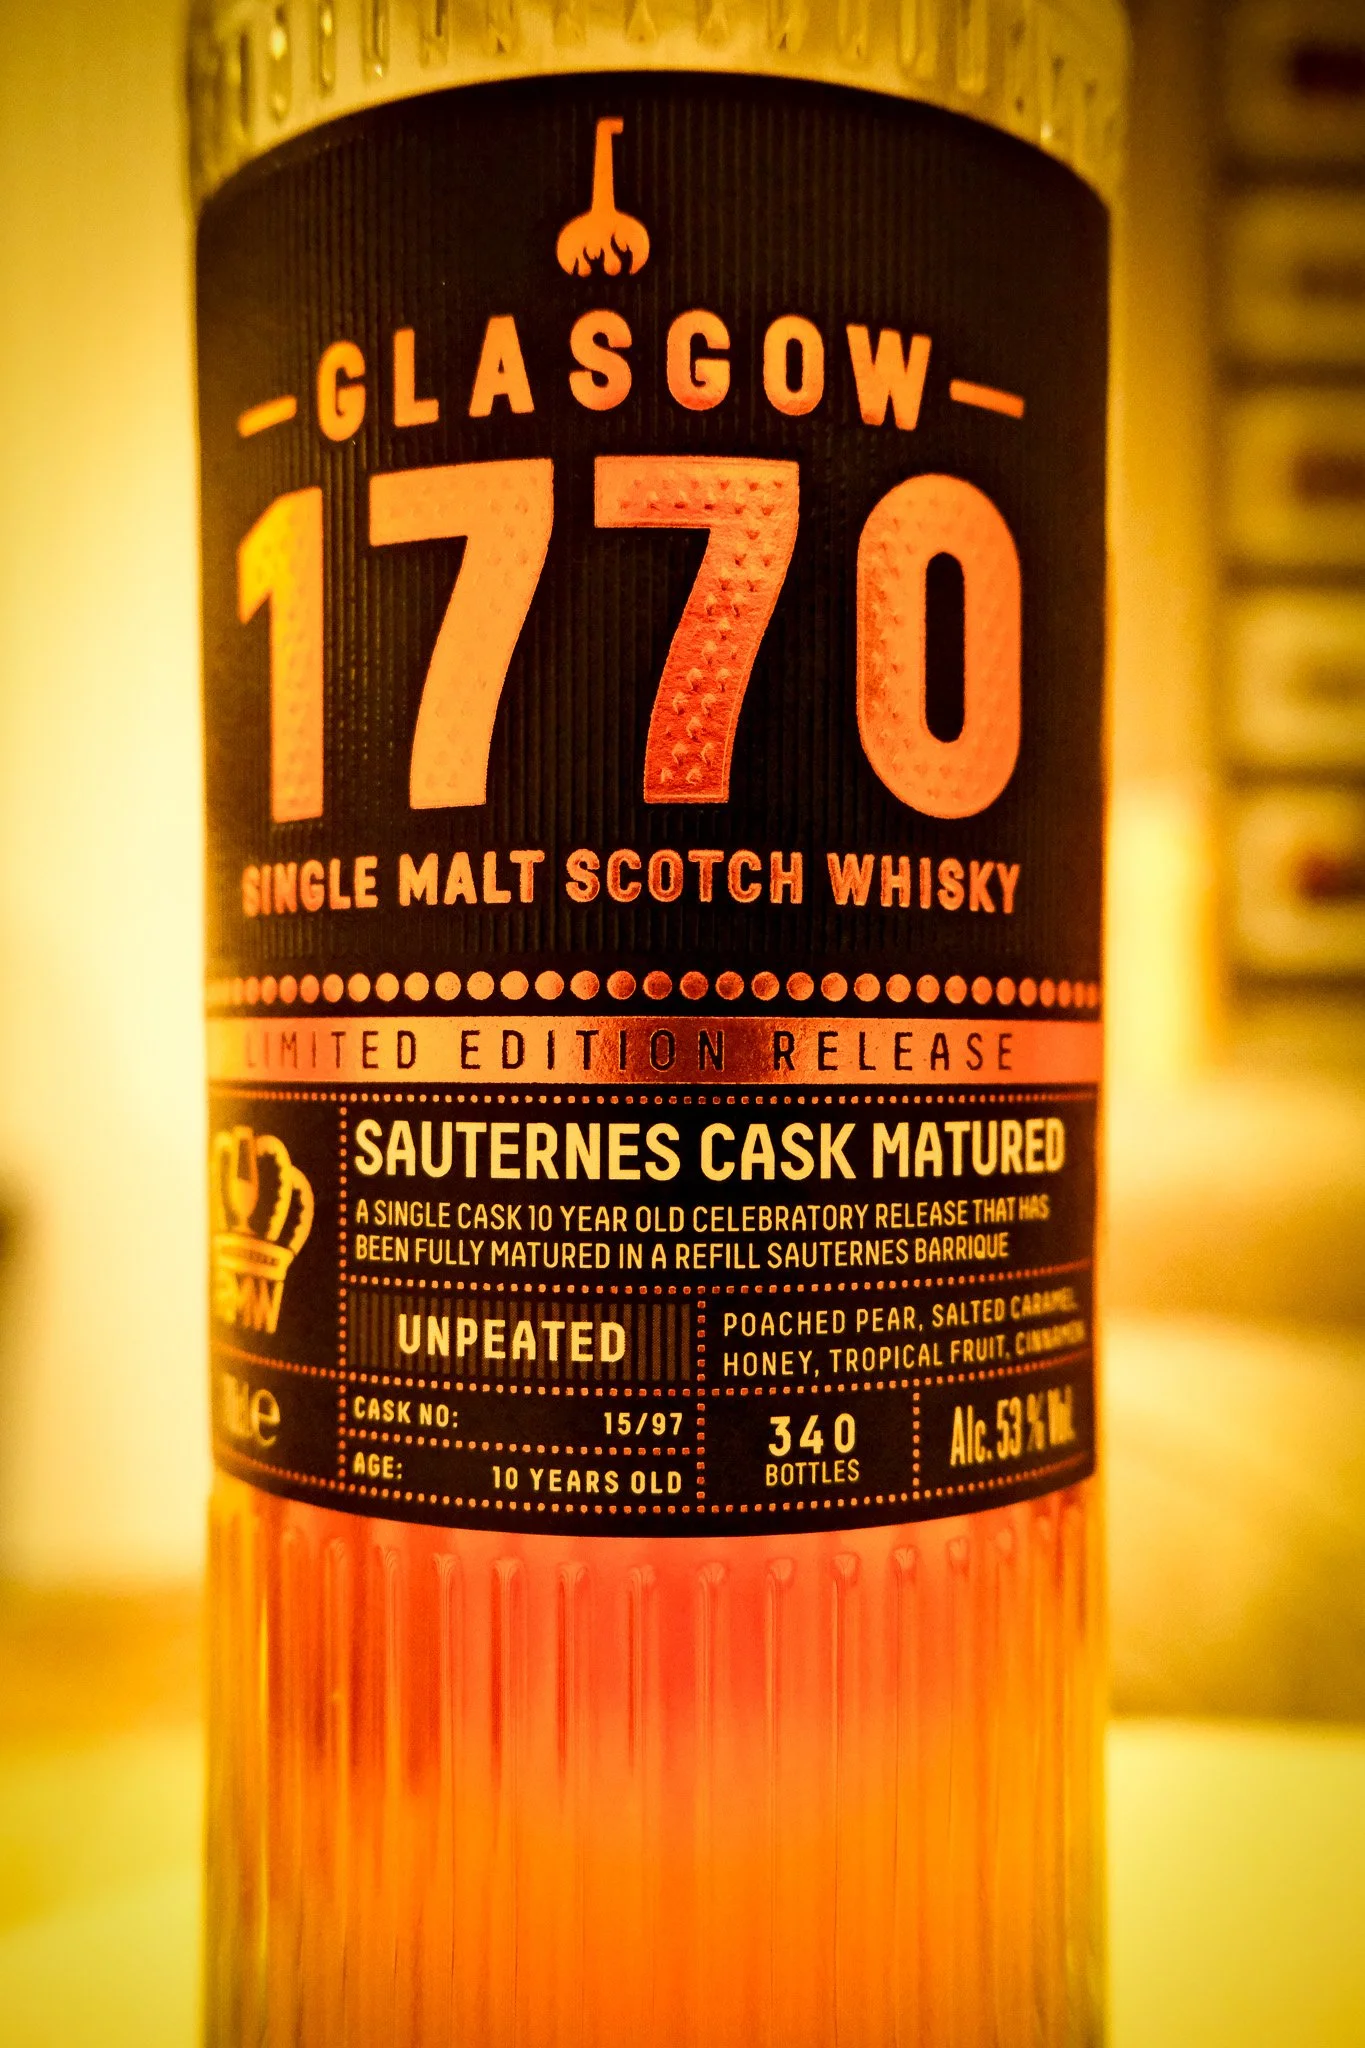 GLASGOW
1770
SINGLE MALT SCOTCH WHISKY
LIMITED EDITION RELEASE
SAUTERNES CASK MATURED
A SINGLE CASK 10 YEAR OLD CELEBRATORY RELEASE THAT HAS
BEEN FULLY MATURED IN A REFILL SAUTERNES BARRIQUE
UNPEATED
POACHED PEAR, SALTED CARAMEL,
HONEY, TROPICAL FRUIT, CINNAMON
CASK NO: 15/97
AGE: 10 YEARS OLD
340
BOTTLES
Alc. 53 % Vol.